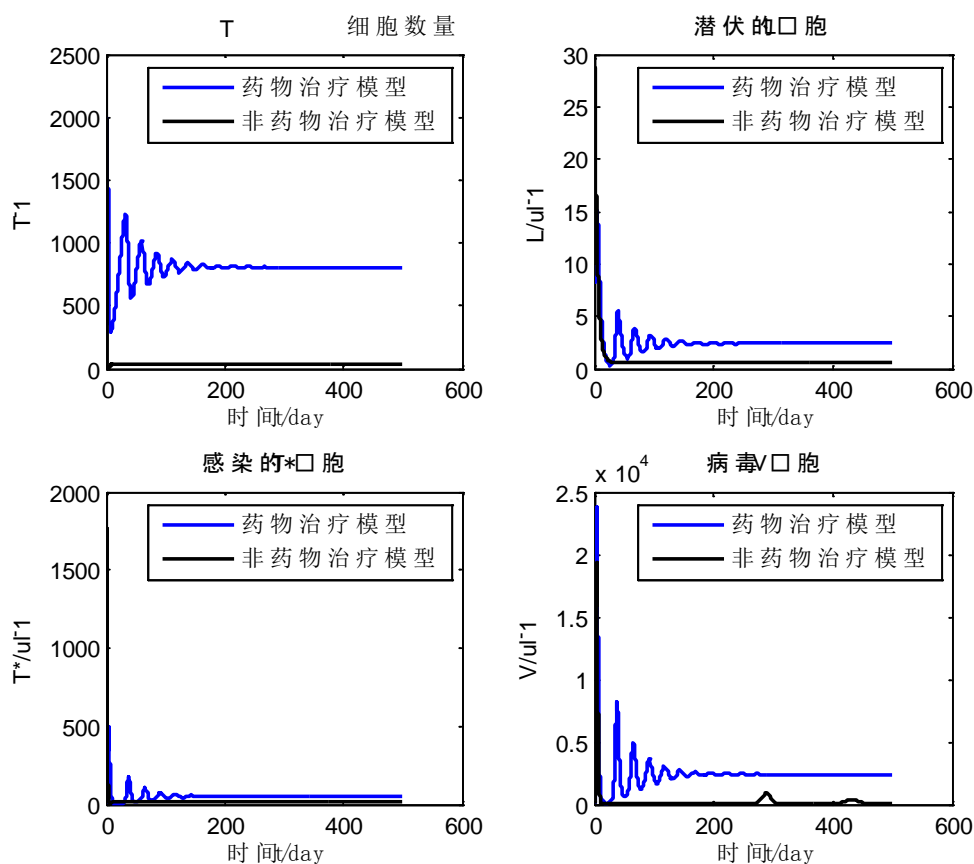 T 细胞数量
2500
2000
1500
1000
500
0
T-1
药物治疗模型
非药物治疗模型
0 200 400 600
时间t/day
潜伏的L□胞
30
25
20
15
10
5
0
L/ul-1
药物治疗模型
非药物治疗模型
0 200 400 600
时间t/day
感染的T*□胞
2000
1500
1000
500
0
T*/ul-1
药物治疗模型
非药物治疗模型
0 200 400 600
时间t/day
病毒V□胞
x 10^4
2.5
2
1.5
1
0.5
0
V/ul-1
药物治疗模型
非药物治疗模型
0 200 400 600
时间t/day